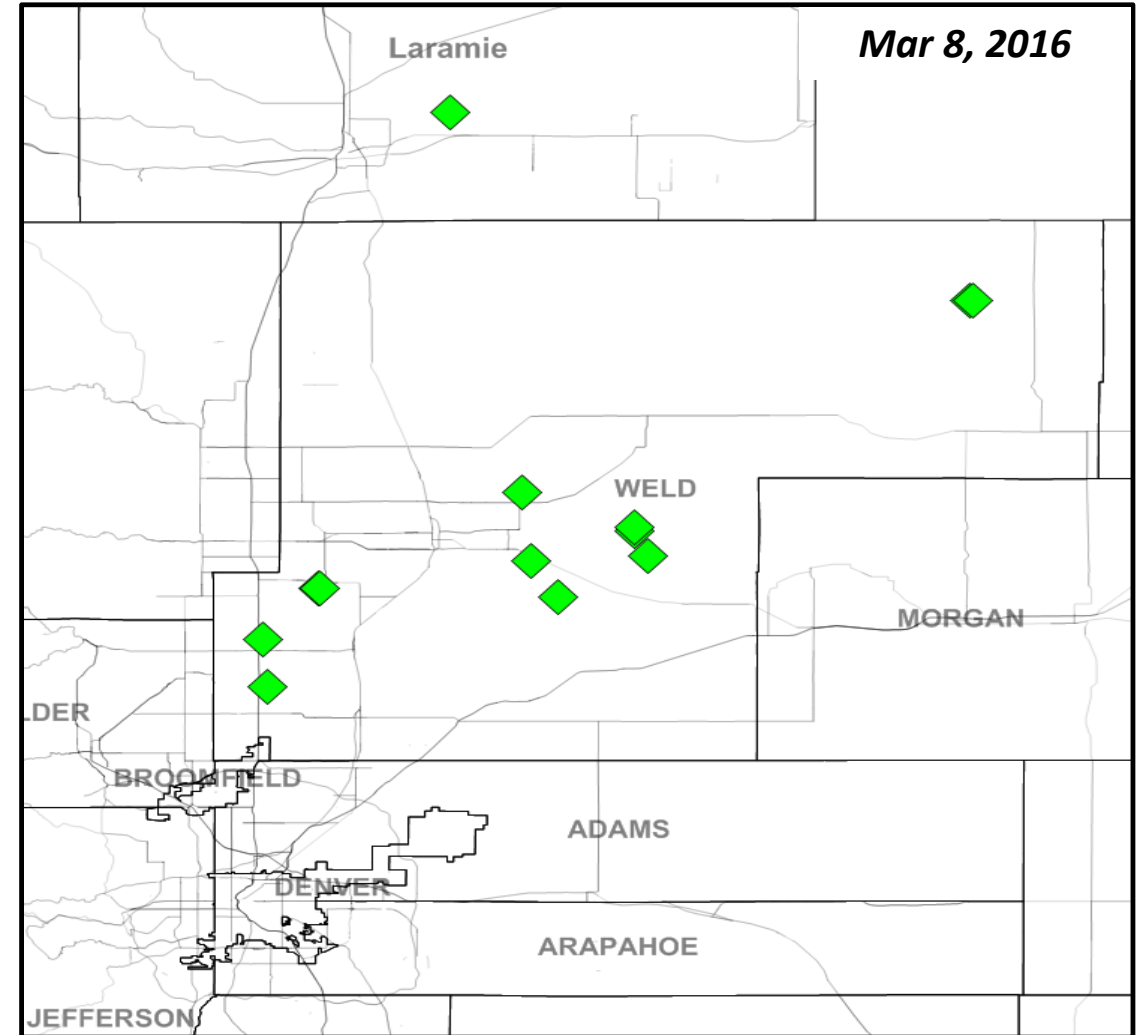 Mar 8, 2016
Laramie
WELD
MORGAN
LDER
BROOMFIELD
ADAMS
DENVER
ARAPAHOE
JEFFERSON